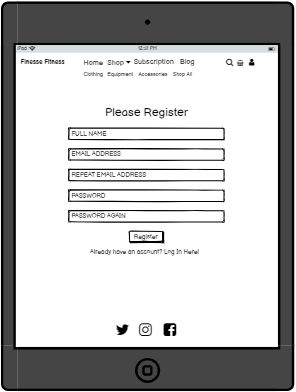 iPad 12:21 PM
Finesse Fitness Home Shop Subscription Blog
Clothing Equipment Accessories Shop All
Please Register
FULL NAME
EMAIL ADDRESS
REPEAT EMAIL ADDRESS
PASSWORD
PASSWORD AGAIN
Register
Already have an account? Log In Here!